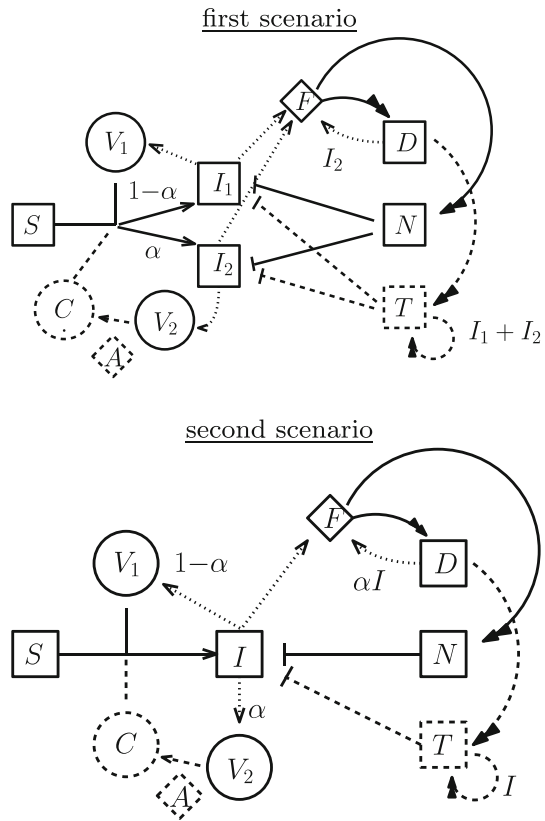 first scenario
F
V₁
D
I₂
1−α
I₁
S
N
α
I₂
C
V₂
T
A
I₁ + I₂
second scenario
F
V₁
1−α
D
αI
S
I
N
α
C
T
V₂
A
I